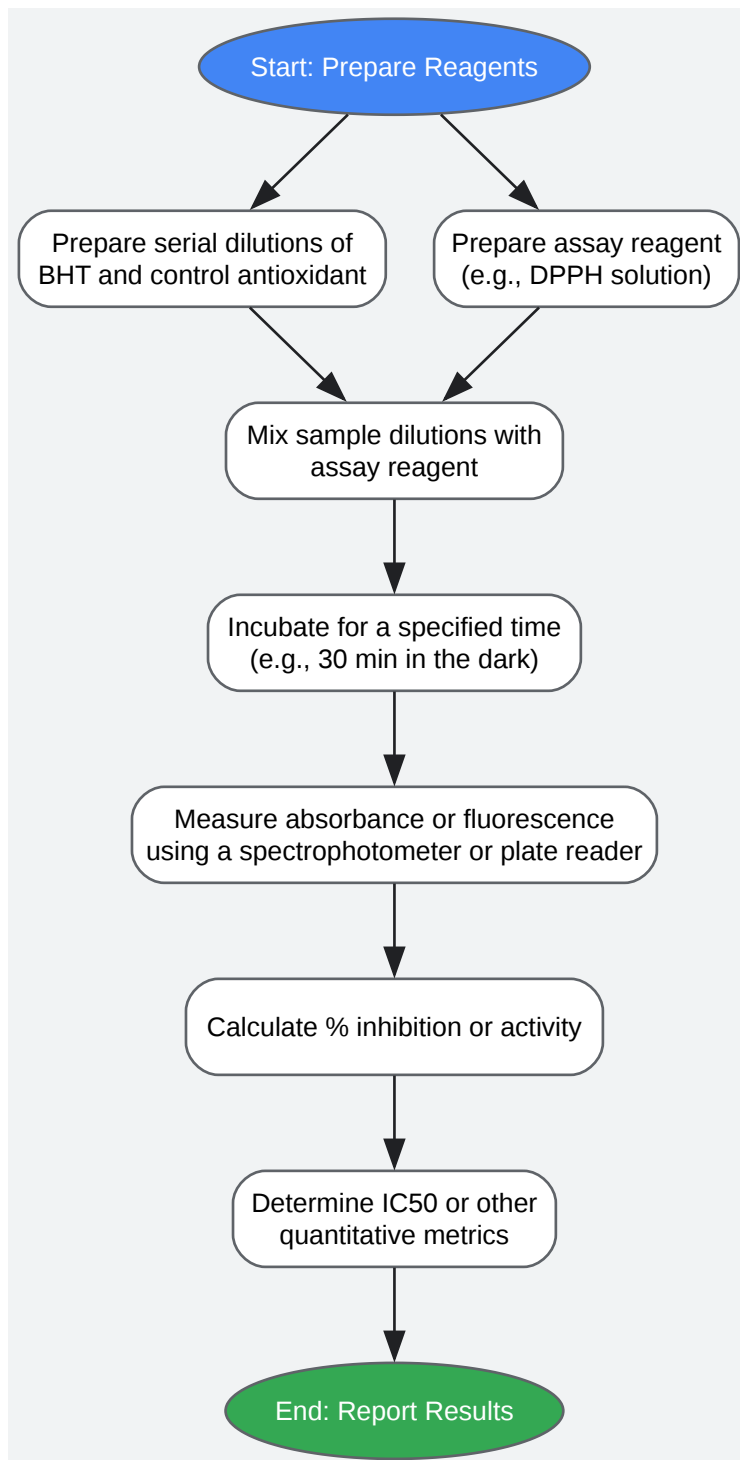 Start: Prepare Reagents
Prepare serial dilutions of
BHT and control antioxidant
Prepare assay reagent
(e.g., DPPH solution)
Mix sample dilutions with
assay reagent
Incubate for a specified time
(e.g., 30 min in the dark)
Measure absorbance or fluorescence
using a spectrophotometer or plate reader
Calculate % inhibition or activity
Determine IC50 or other
quantitative metrics
End: Report Results